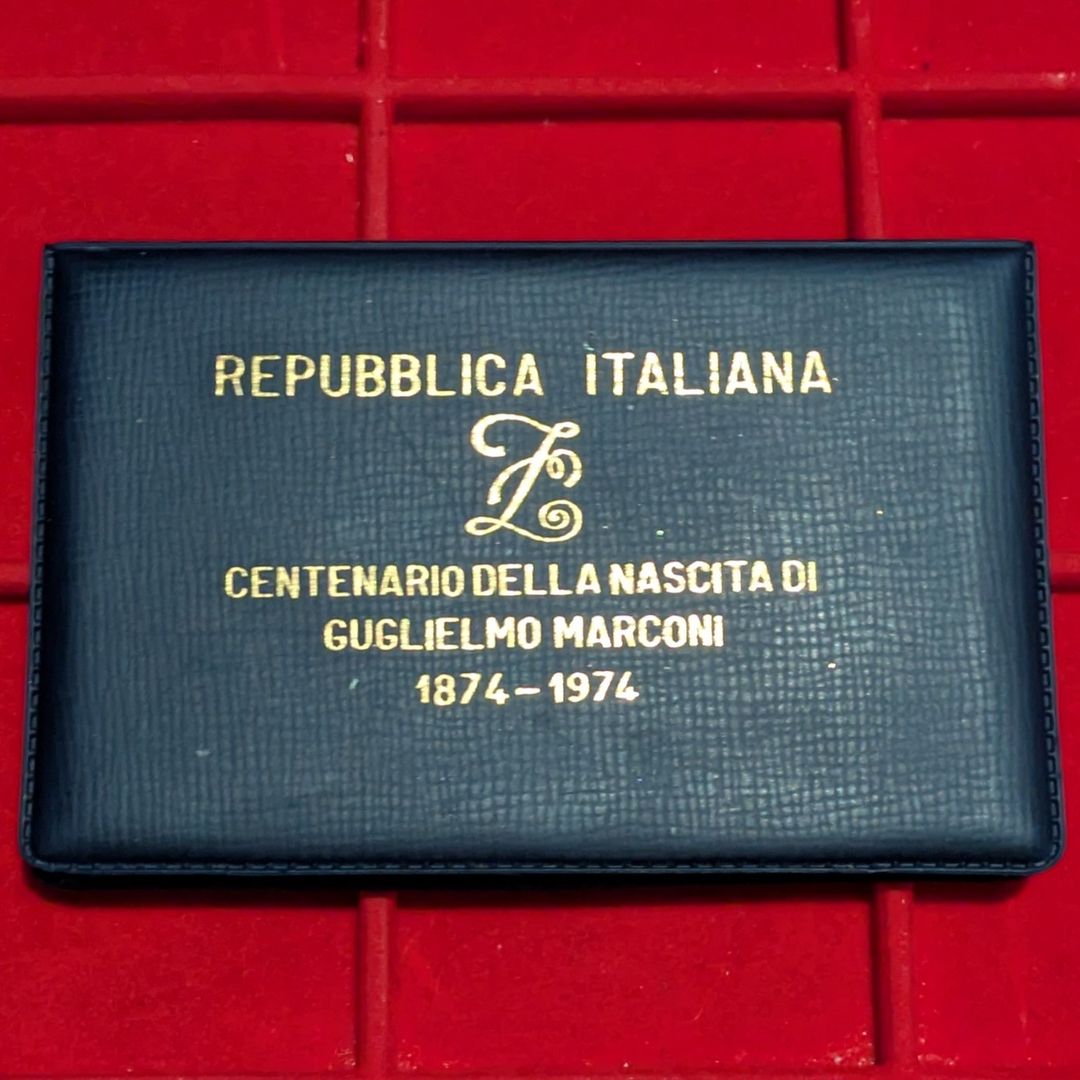 REPUBBLICA ITALIANA
CENTENARIO DELLA NASCITA DI
GUGLIELMO MARCONI
1874-1974